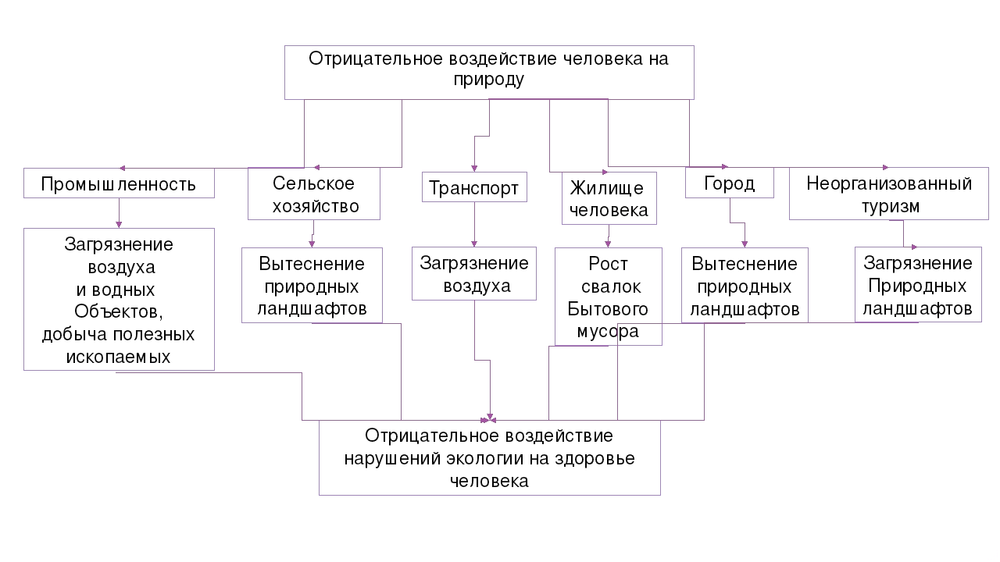 Отрицательное воздействие человека на
природу
Промышленность
Сельское
хозяйство
Транспорт
Жилище
человека
Город
Неорганизованный
туризм
Загрязнение
воздуха
и водных
Объектов,
добыча полезных
ископаемых
Вытеснение
природных
ландшафтов
Загрязнение
воздуха
Рост
свалок
Бытового
мусора
Вытеснение
природных
ландшафтов
Загрязнение
Природных
ландшафтов
Отрицательное воздействие
нарушений экологии на здоровье
человека